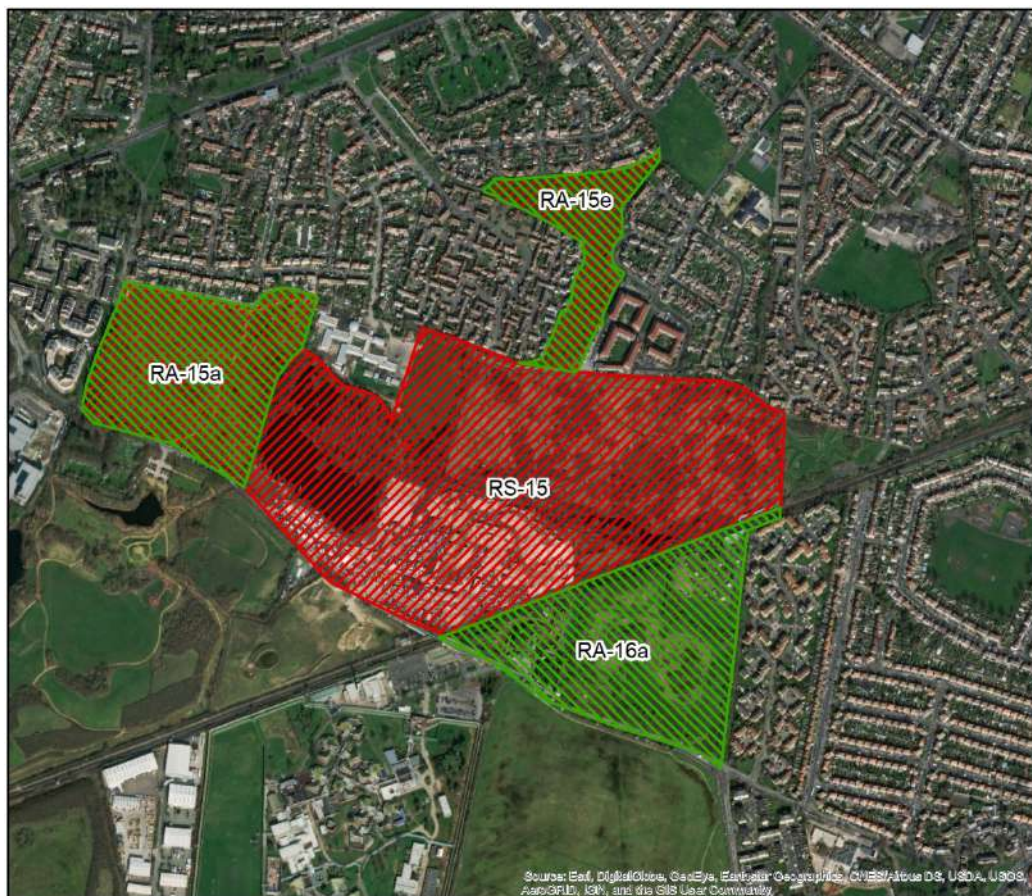 RA-15e
RA-15a
RS-15
RA-16a
Source: Esri, DigitalGlobe, GeoEye, Earthstar Geographics, CNES/Airbus DS, USDA, USGS,
AeroGRID, IGN, and the GIS User Community